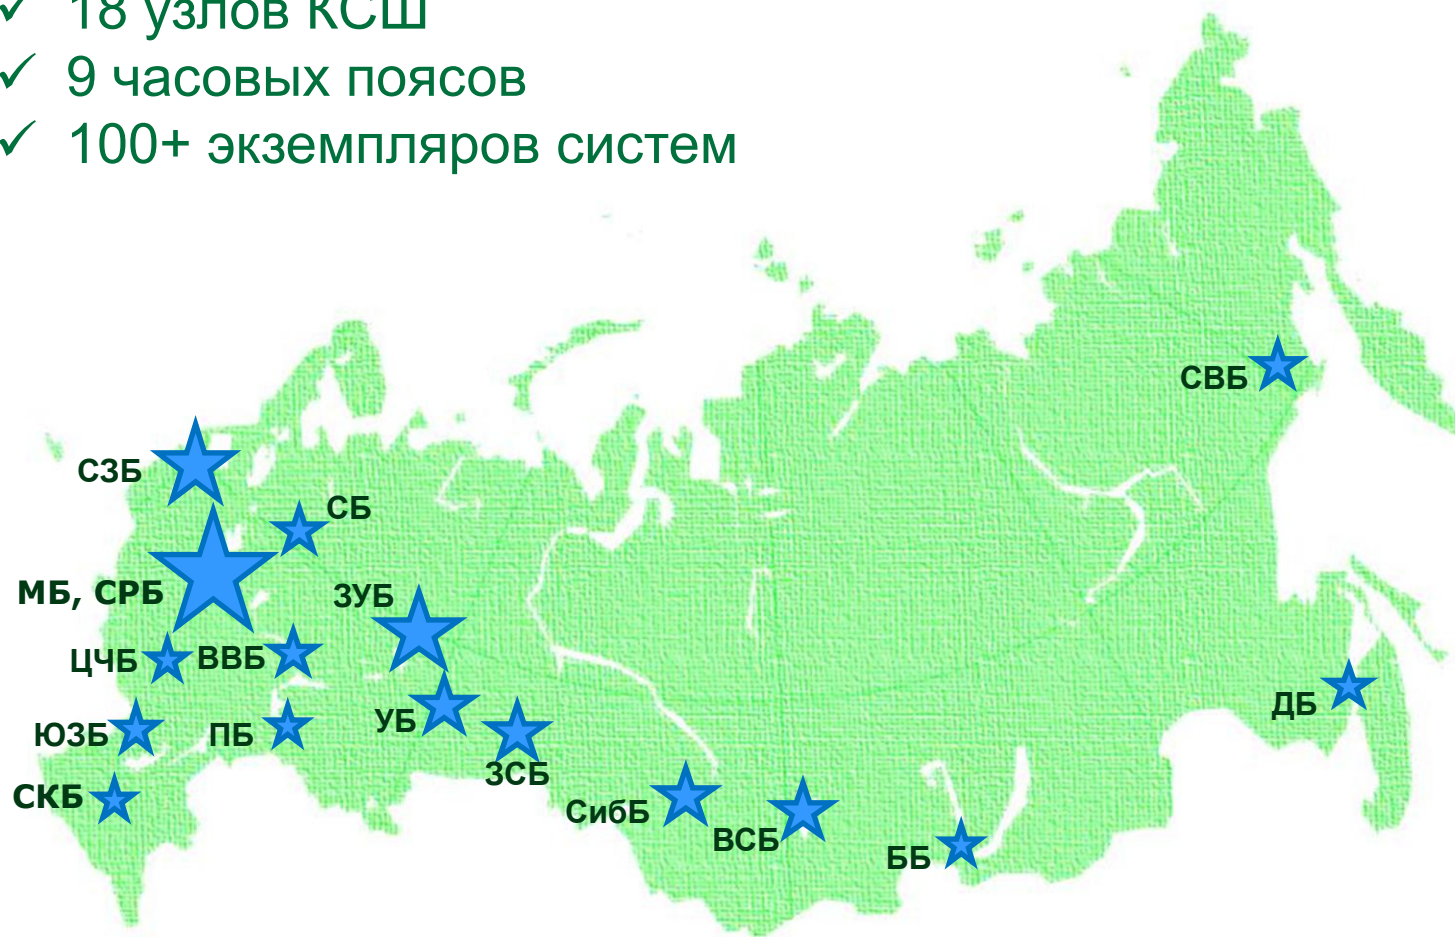 ✓ 18 узлов КСШ
✓ 9 часовых поясов
✓ 100+ экземпляров систем
СВБ
СЗБ
СБ
МБ, СРБ
ЗУБ
ЦЧБ
ВВБ
ДБ
УБ
ЮЗБ
ПБ
ЗСБ
СКБ
СибБ
ВСБ
ББ